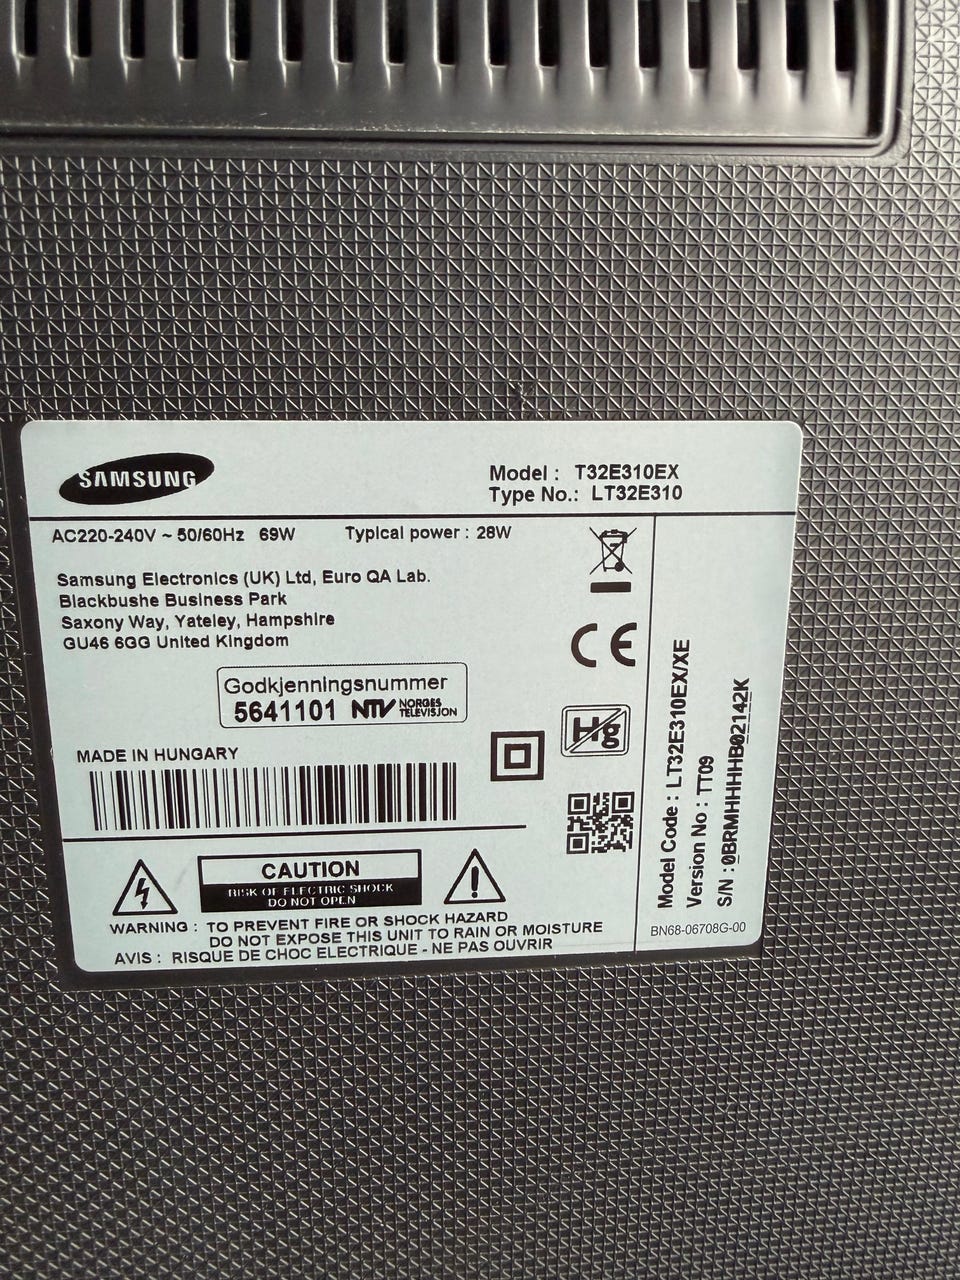 SAMSUNG
Model : T32E310EX
Type No.: LT32E310
AC220-240V ~ 50/60Hz 69W Typical power : 28W
Samsung Electronics (UK) Ltd, Euro QA Lab.
Blackbushe Business Park
Saxony Way, Yateley, Hampshire
GU46 6GG United Kingdom
Godkjenningsnummer
5641101 NTV NORGES
TELEVISJON
CE
Hg
MADE IN HUNGARY
CAUTION
RISK OF ELECTRIC SHOCK
DO NOT OPEN
WARNING : TO PREVENT FIRE OR SHOCK HAZARD
DO NOT EXPOSE THIS UNIT TO RAIN OR MOISTURE
AVIS : RISQUE DE CHOC ELECTRIQUE - NE PAS OUVRIR
Model Code : LT32E310EX/XE
Version No : TT09
S/N : 0BRMHHHHB02142K
BN68-06708G-00